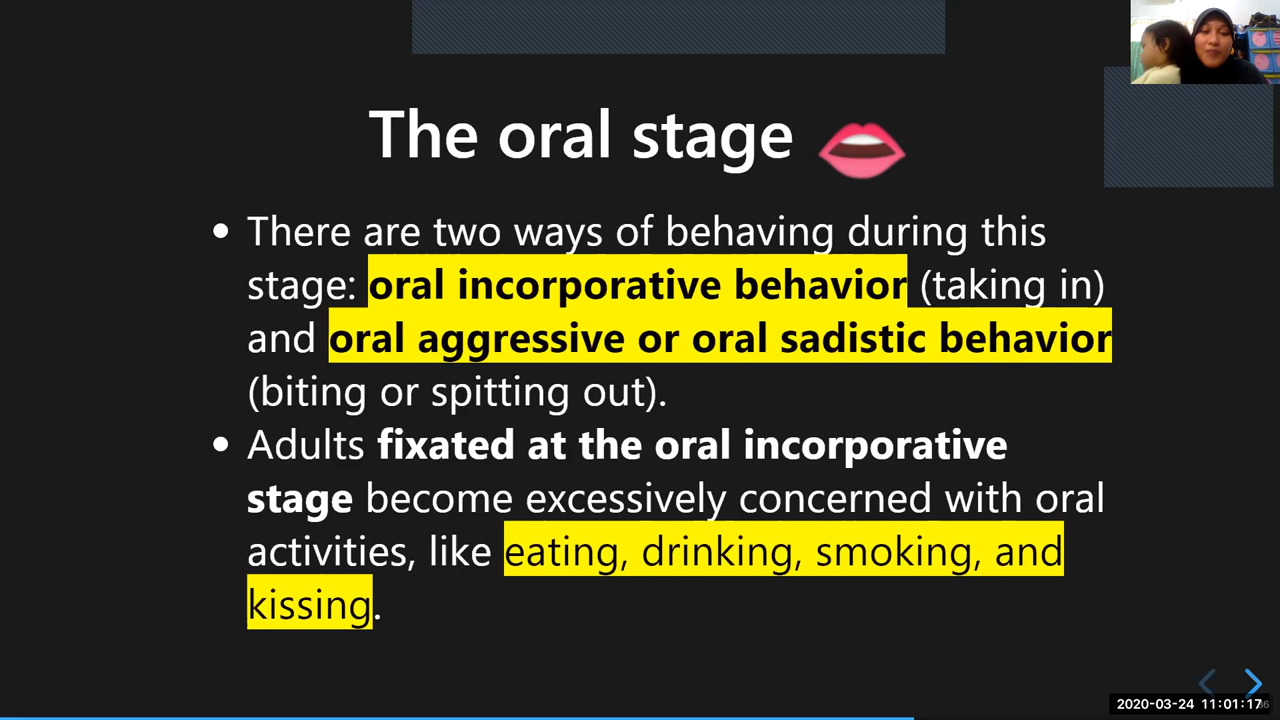 The oral stage
There are two ways of behaving during this
stage: oral incorporative behavior (taking in)
and oral aggressive or oral sadistic behavior
(biting or spitting out).
Adults fixated at the oral incorporative
stage become excessively concerned with oral
activities, like eating, drinking, smoking, and
kissing.
2020-03-24 11:01:17